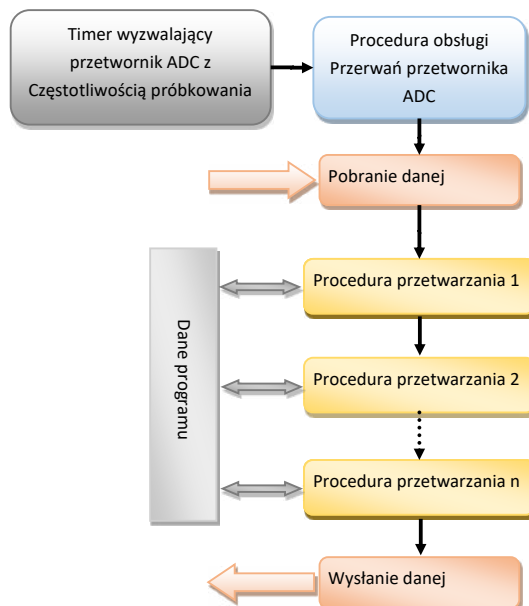 Timer wyzwalający
przetwornik ADC z
Częstotliwością próbkowania
Procedura obsługi
Przerwań przetwornika
ADC
Pobranie danej
Procedura przetwarzania 1
Dane programu
Procedura przetwarzania 2
Procedura przetwarzania n
Wysłanie danej